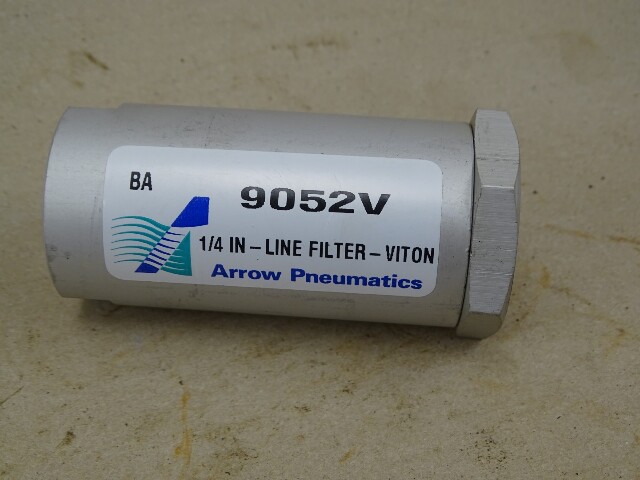 BA
9052V
1/4 IN-LINE FILTER-VITON
Arrow Pneumatics